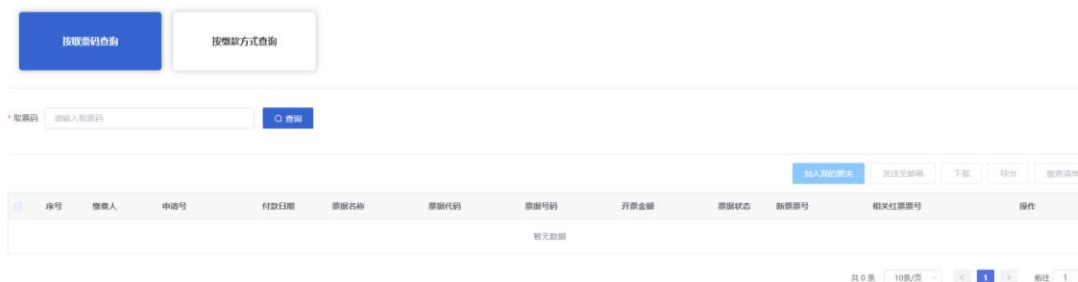 按取票码查询
按缴款方式查询
* 取票码 请输入取票码 查询
加入我的票夹 发送至邮箱 下载 导出 查票清单
序号 缴费人 申请号 付款日期 票据名称 票据代码 票据号码 开票金额 票据状态 新票票号 相关红票票号 操作
暂无数据
共 0 条 10条/页 < 1 > 前往 1